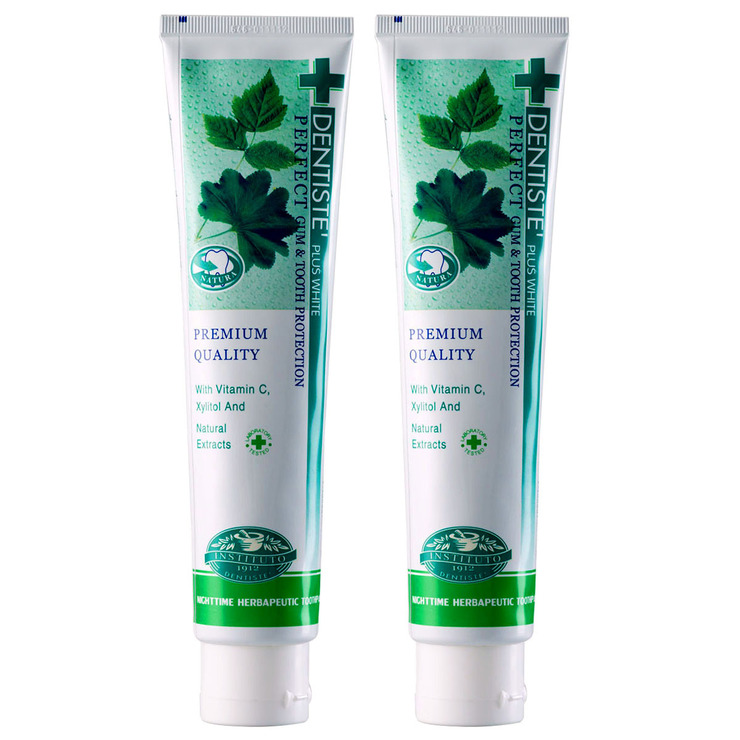 DENTISTE' PLUS WHITE
PERFECT GUM & TOOTH PROTECTION
NATURA
PREMIUM
QUALITY
With Vitamin C,
Xylitol And
Natural
Extracts
LABORATORY
TESTED
INSTITUTO
1912
DENTISTE'
NIGHTTIME HERBAPEUTIC
DENTISTE' PLUS WHITE
PERFECT GUM & TOOTH PROTECTION
NATURA
PREMIUM
QUALITY
With Vitamin C,
Xylitol And
Natural
Extracts
LABORATORY
TESTED
INSTITUTO
1912
DENTISTE'
NIGHTTIME HERBAPEUTIC